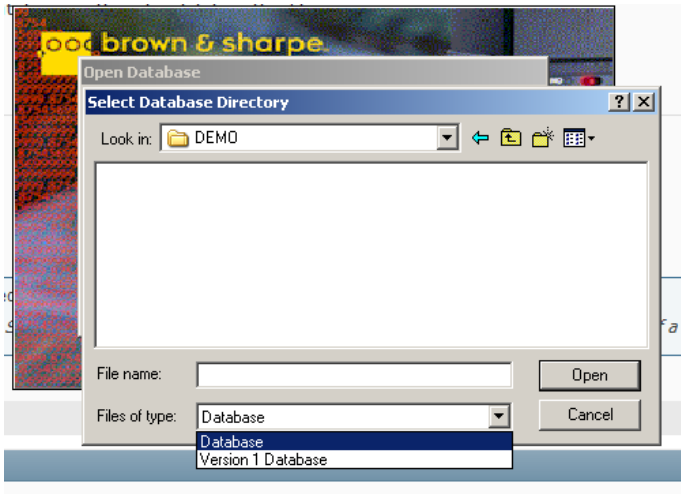 brown & sharpe.
Open Database
Select Database Directory
Look in: DEMO
File name:
Open
Files of type: Database
Cancel
Database
Version 1 Database